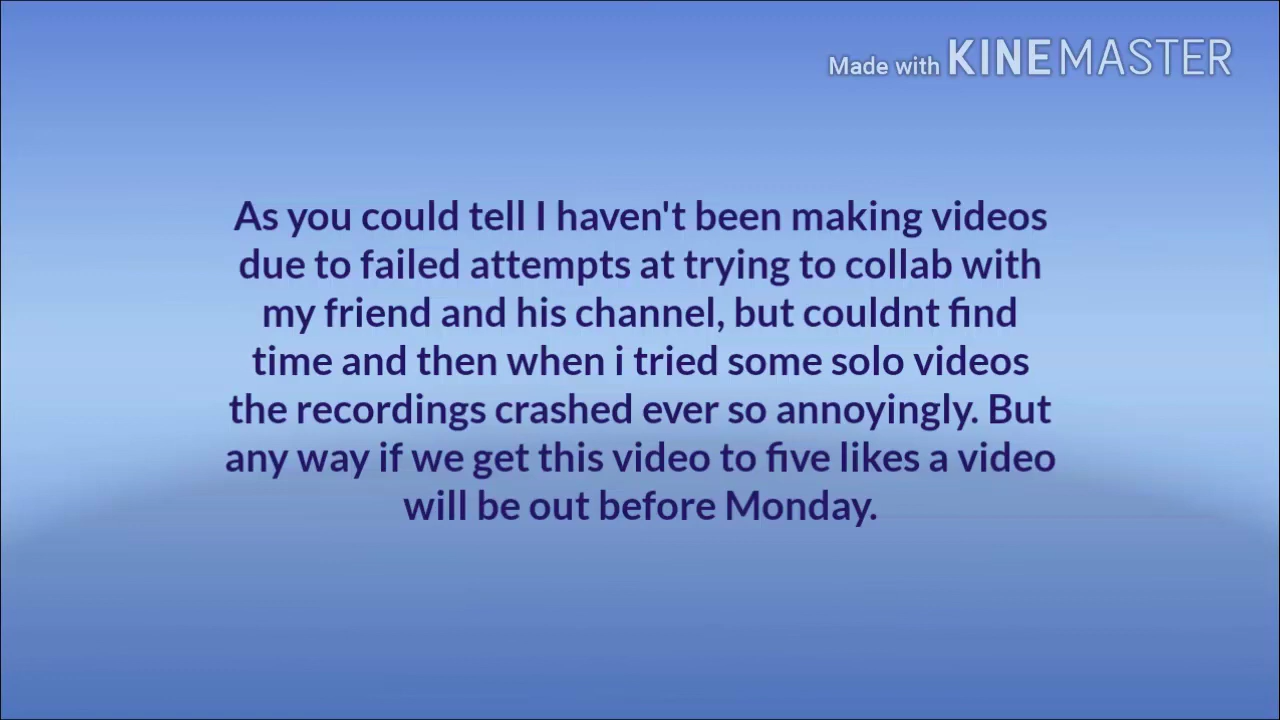 Made with KINEMASTER
As you could tell I haven't been making videos
due to failed attempts at trying to collab with
my friend and his channel, but couldnt find
time and then when i tried some solo videos
the recordings crashed ever so annoyingly. But
any way if we get this video to five likes a video
will be out before Monday.